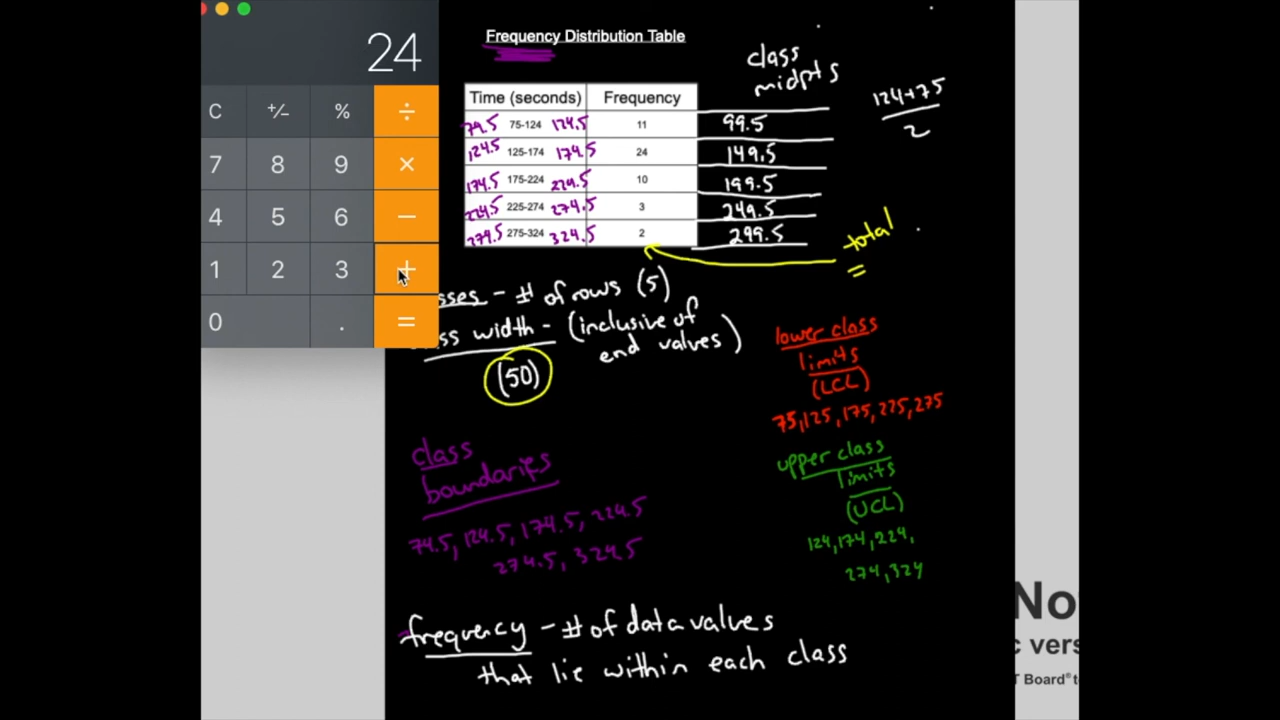 24
C +/- % ÷
7 8 9 ×
4 5 6 −
1 2 3 +
0 . =
Frequency Distribution Table
class
midpts
Time (seconds) Frequency
74.5 75-124 124.5 11 99.5
124.5 125-174 174.5 24 149.5
174.5 175-224 224.5 10 199.5
224.5 225-274 274.5 3 249.5
274.5 275-324 324.5 2 299.5
124+75
2
total
=
sses - # of rows (5)
ss width - (inclusive of
end values)
(50)
lower class
limits
(LCL)
75, 125, 175, 225, 275
upper class
limits
(UCL)
124, 174, 224,
274, 324
class
boundaries
74.5, 124.5, 174.5, 224.5
274.5, 324.5
frequency - # of data values
that lie within each class
No
c vers
T Board® to